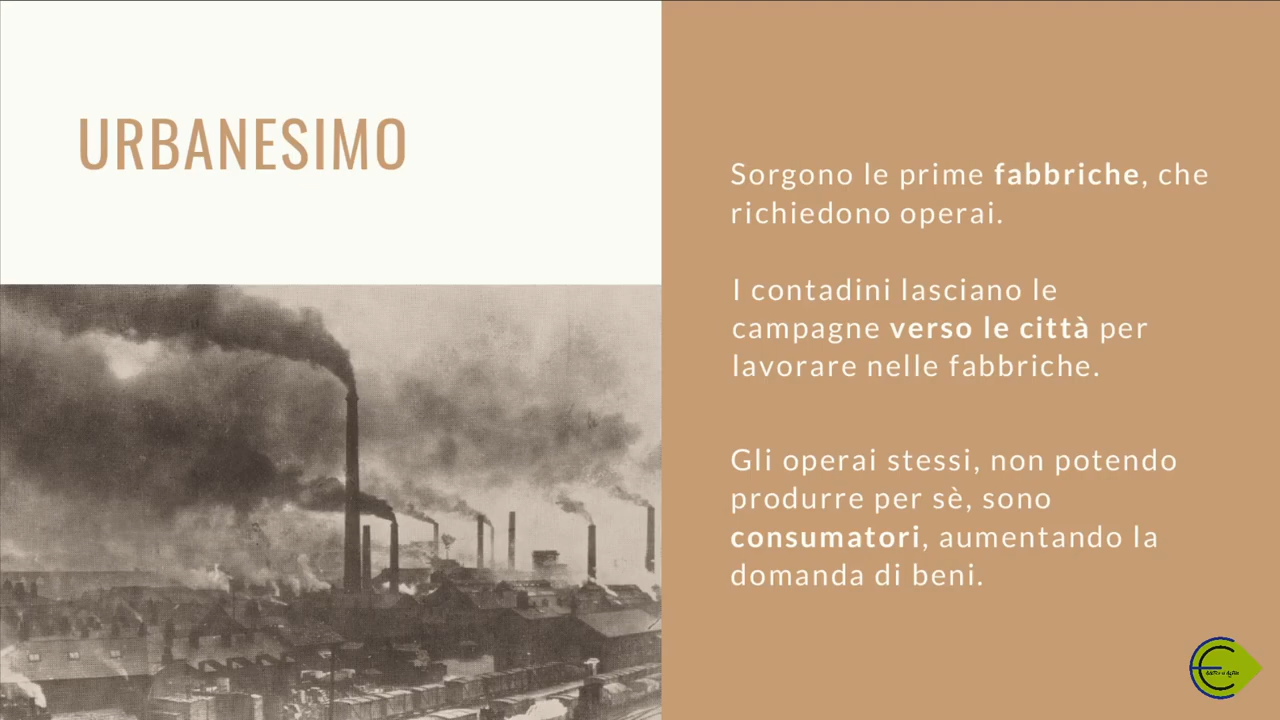 URBANESIMO
Sorgono le prime fabbriche, che
richiedono operai.
I contadini lasciano le
campagne verso le città per
lavorare nelle fabbriche.
Gli operai stessi, non potendo
produrre per sè, sono
consumatori, aumentando la
domanda di beni.